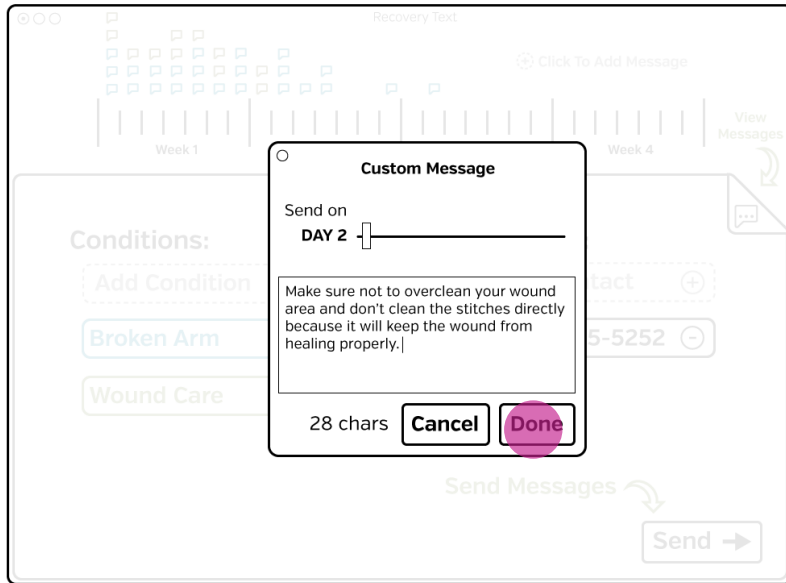 Recovery Text
Click To Add Message
View
Messages
Week 1
Week 4
Custom Message
Send on
DAY 2
Make sure not to overclean your wound
area and don't clean the stitches directly
because it will keep the wound from
healing properly.
28 chars
Cancel
Done
Conditions:
Add Condition
Broken Arm
5-5252
Wound Care
Send Messages
Send